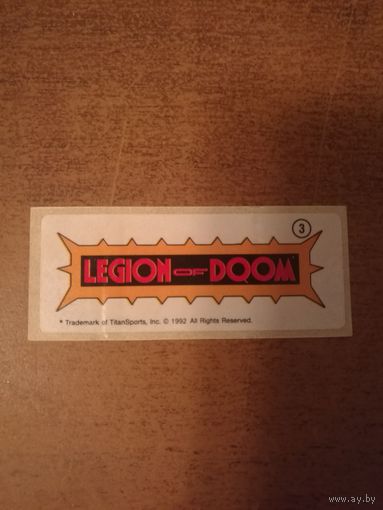 3
LEGION OF DOOM*
* Trademark of TitanSports, Inc. © 1992 All Rights Reserved.
www.ay.by